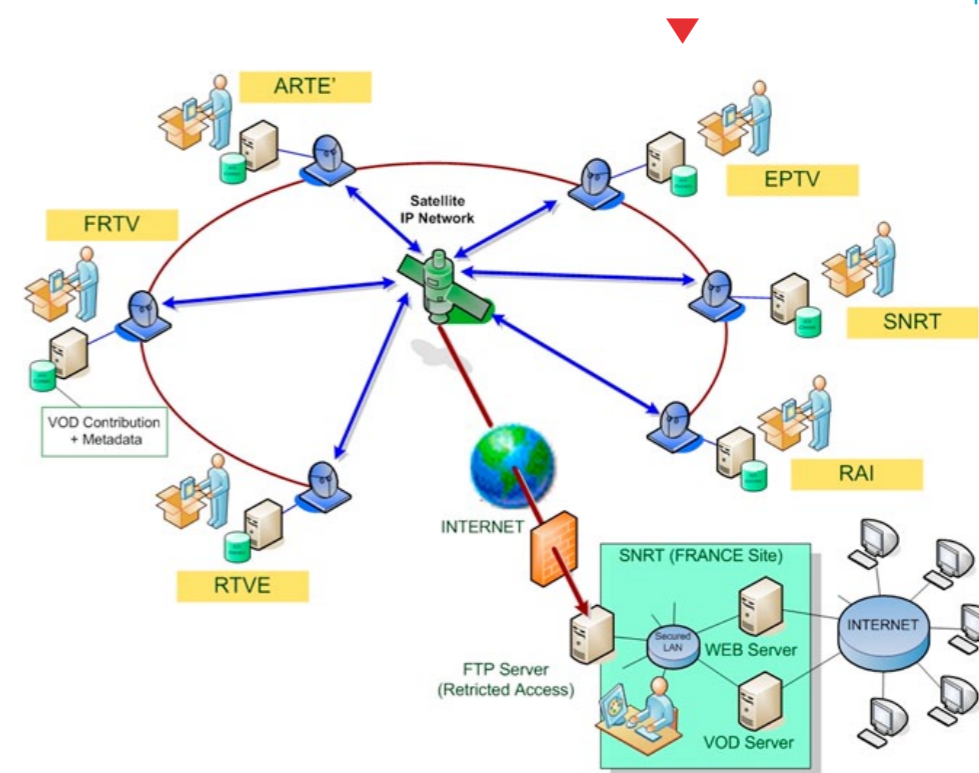 ARTE’
EPTV
Satellite
IP Network
FRTV
SNRT
VOD Contribution
+ Metadata
RAI
RTVE
INTERNET
SNRT (FRANCE Site)
Secured
LAN
WEB Server
INTERNET
FTP Server
(Retricted Access)
VOD Server